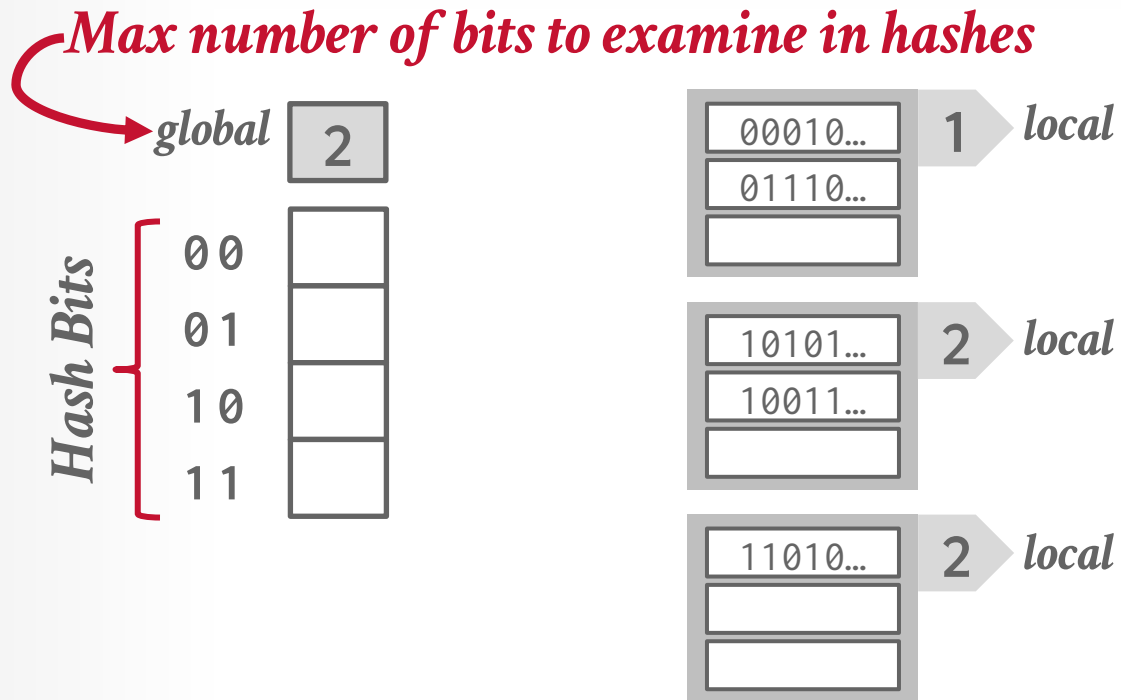 Max number of bits to examine in hashes
global 2
Hash Bits
00
01
10
11
00010…
01110…
1 local
10101…
10011…
2 local
11010…
2 local